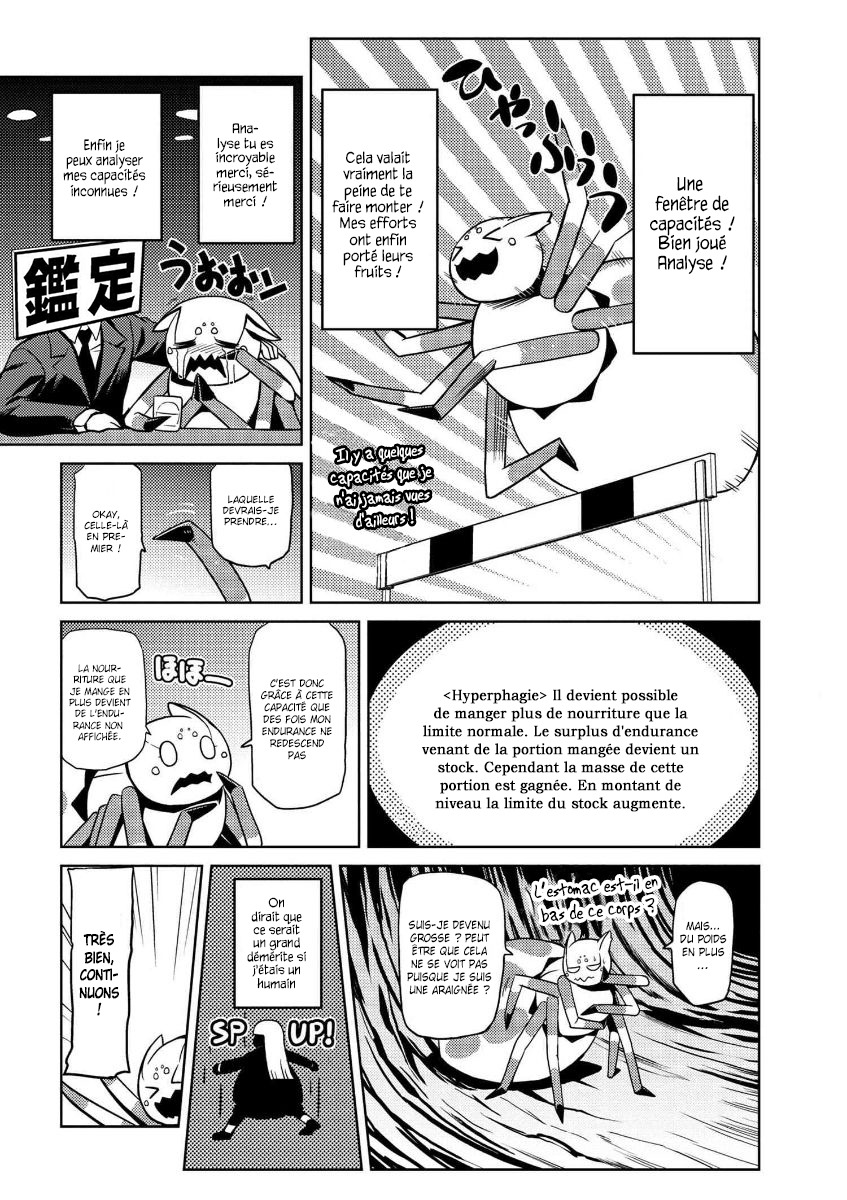 Une
fenêtre de
capacités !
Bien joué
Analyse !
ひゃっふぅぅ
Cela valait
vraiment la
peine de te
faire monter !
Mes efforts
ont enfin
porté leurs
fruits !
Il y a quelques
capacités que je
n'ai jamais vues
d'ailleurs !
Ana-
lyse tu es
incroyable
merci, sé-
rieusement
merci !
Enfin je
peux analyser
mes capacités
inconnues !
鑑定
うおおン
LAQUELLE
DEVRAIS-JE
PRENDRE...
OKAY,
CELLE-LÀ
EN PRE-
MIER !
<Hyperphagie> Il devient possible
de manger plus de nourriture que la
limite normale. Le surplus d'endurance
venant de la portion mangée devient un
stock. Cependant la masse de cette
portion est gagnée. En montant de
niveau la limite du stock augmente.
C'EST DONC
GRÂCE À CETTE
CAPACITÉ QUE
DES FOIS MON
ENDURANCE NE
REDESCEND
PAS
ほほー
LA NOUR-
RITURE QUE
JE MANGE EN
PLUS DEVIENT
DE L'ENDU-
RANCE NON
AFFICHÉE.
MAIS...
DU POIDS
EN PLUS
...
L'estomac est-il en
bas de ce corps ?
SUIS-JE DEVENU
GROSSE ? PEUT
ÊTRE QUE CELA
NE SE VOIT PAS
PUISQUE JE SUIS
UNE ARAIGNÉE ?
On
dirait que
ce serait
un grand
démérite si
j'étais un
humain
SP UP!
TRÈS
BIEN,
CONTI-
NUONS
!